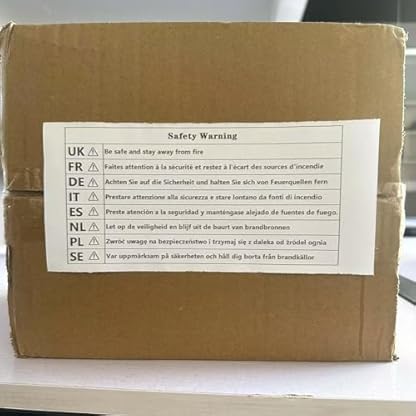 Safety Warning
UK ⚠ Be safe and stay away from fire
FR ⚠ Faites attention à la sécurité et restez à l'écart des sources d'incendie
DE ⚠ Achten Sie auf die Sicherheit und halten Sie sich von Feuerquellen fern
IT ⚠ Prestare attenzione alla sicurezza e stare lontano da fonti di incendio
ES ⚠ Preste atención a la seguridad y manténgase alejado de fuentes de fuego.
NL ⚠ Let op de veiligheid en blijf uit de buurt van brandbronnen
PL ⚠ Zwróć uwagę na bezpieczeństwo i trzymaj się z daleka od źródeł ognia
SE ⚠ Var uppmärksam på säkerheten och håll dig borta från brandkällor